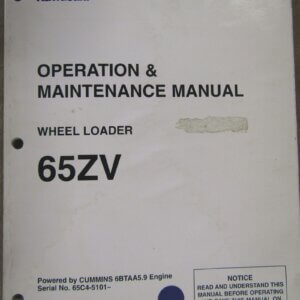 OPERATION &
MAINTENANCE MANUAL
WHEEL LOADER
65ZV
Powered by CUMMINS 6BTAA5.9 Engine
Serial No. 65C4-5101–
NOTICE
READ AND UNDERSTAND THIS
MANUAL BEFORE OPERATING